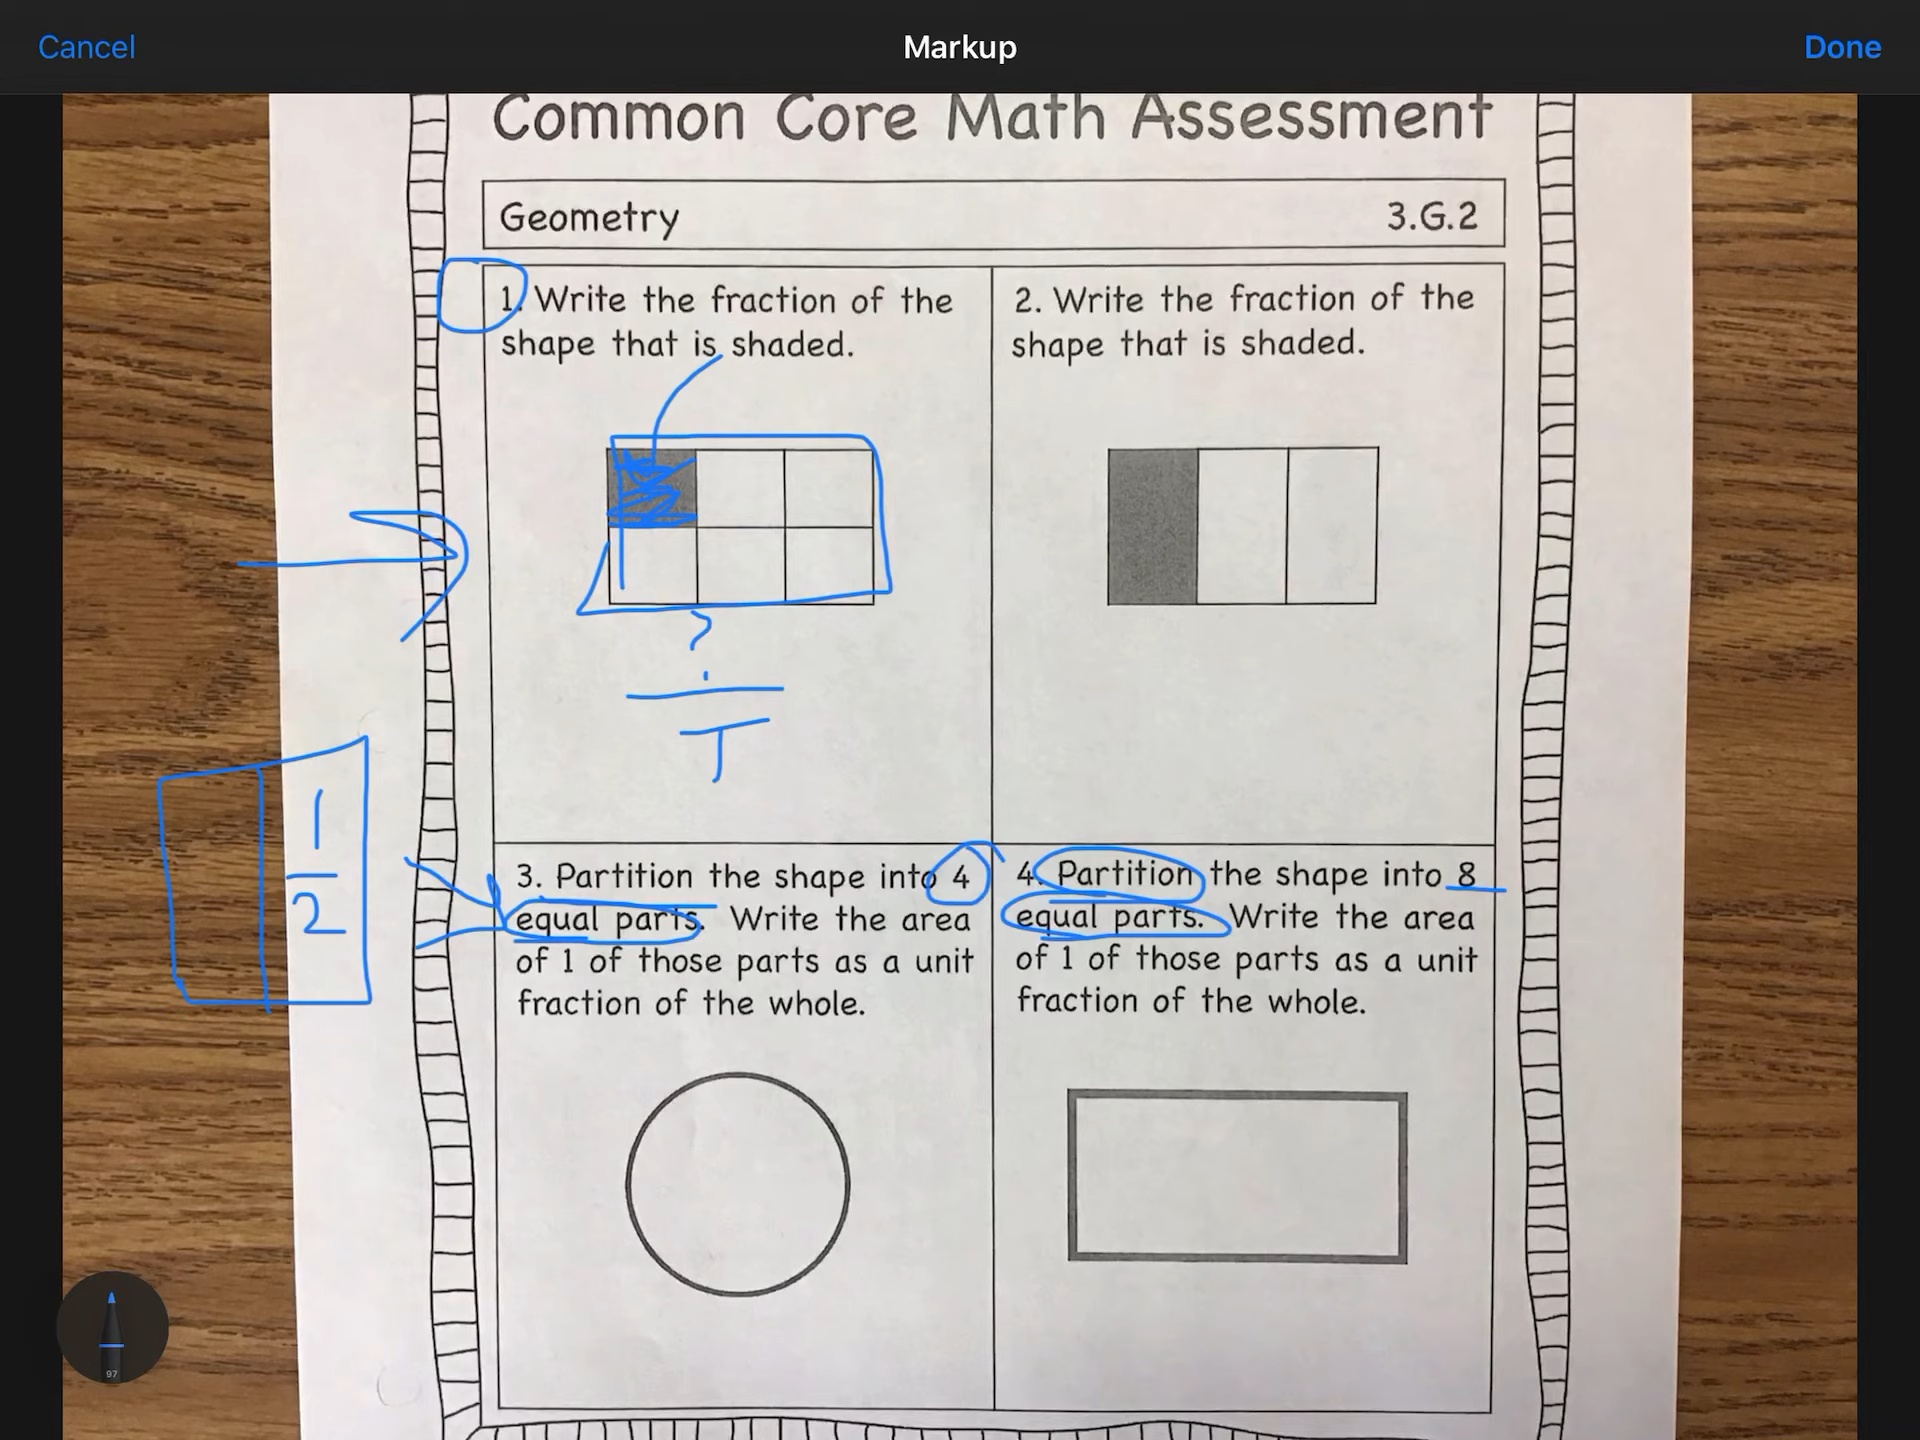 Cancel
Markup
Done
Common Core Math Assessment
Geometry
3.G.2
1. Write the fraction of the
shape that is shaded.
?
T
2. Write the fraction of the
shape that is shaded.
1
2
3. Partition the shape into 4
equal parts. Write the area
of 1 of those parts as a unit
fraction of the whole.
4. Partition the shape into 8
equal parts. Write the area
of 1 of those parts as a unit
fraction of the whole.
97